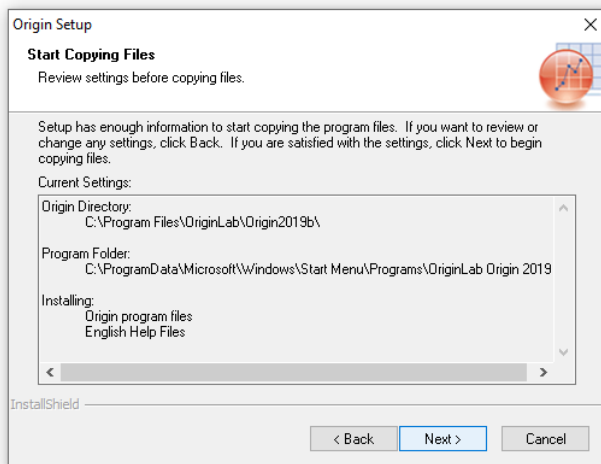 Origin Setup
Start Copying Files
Review settings before copying files.
Setup has enough information to start copying the program files. If you want to review or
change any settings, click Back. If you are satisfied with the settings, click Next to begin
copying files.
Current Settings:
Origin Directory:
C:\Program Files\OriginLab\Origin2019b\
Program Folder:
C:\ProgramData\Microsoft\Windows\Start Menu\Programs\OriginLab Origin 2019
Installing:
Origin program files
English Help Files
InstallShield
< Back
Next >
Cancel